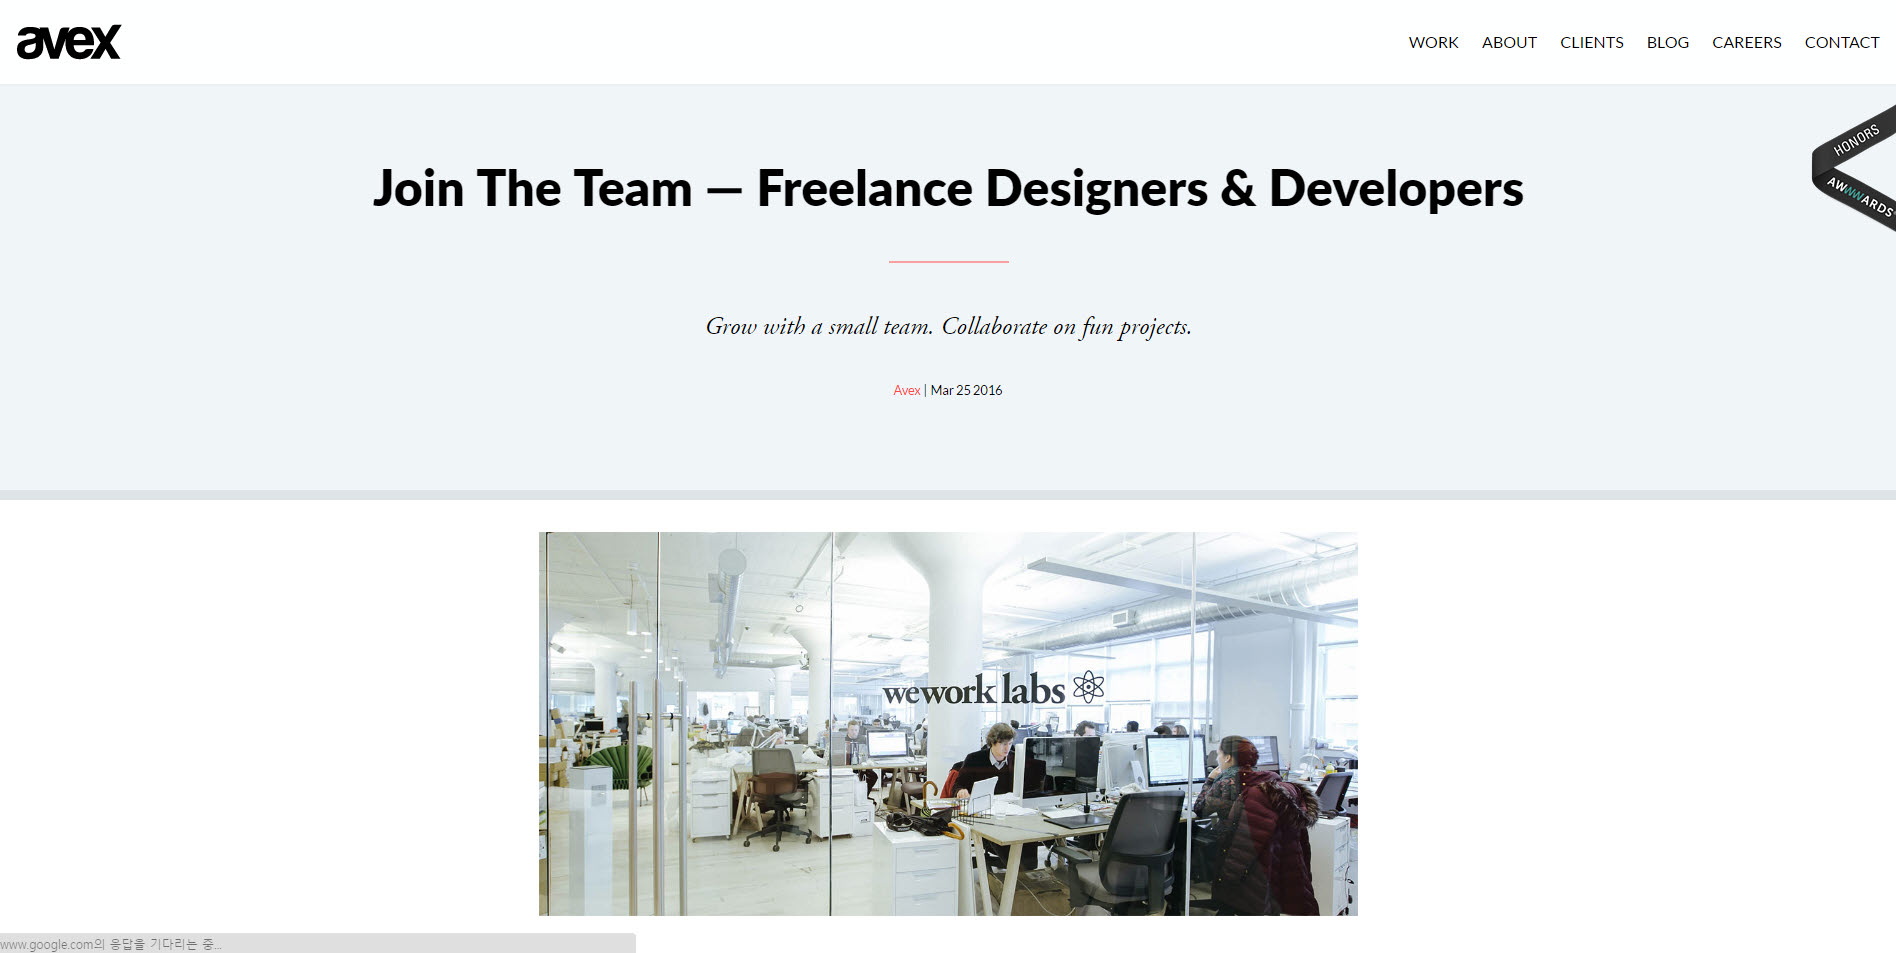 avex
WORK ABOUT CLIENTS BLOG CAREERS CONTACT
HONORS
AWWWARDS
Join The Team — Freelance Designers & Developers
Grow with a small team. Collaborate on fun projects.
Avex | Mar 25 2016
wework labs
www.google.com의 응답을 기다리는 중...